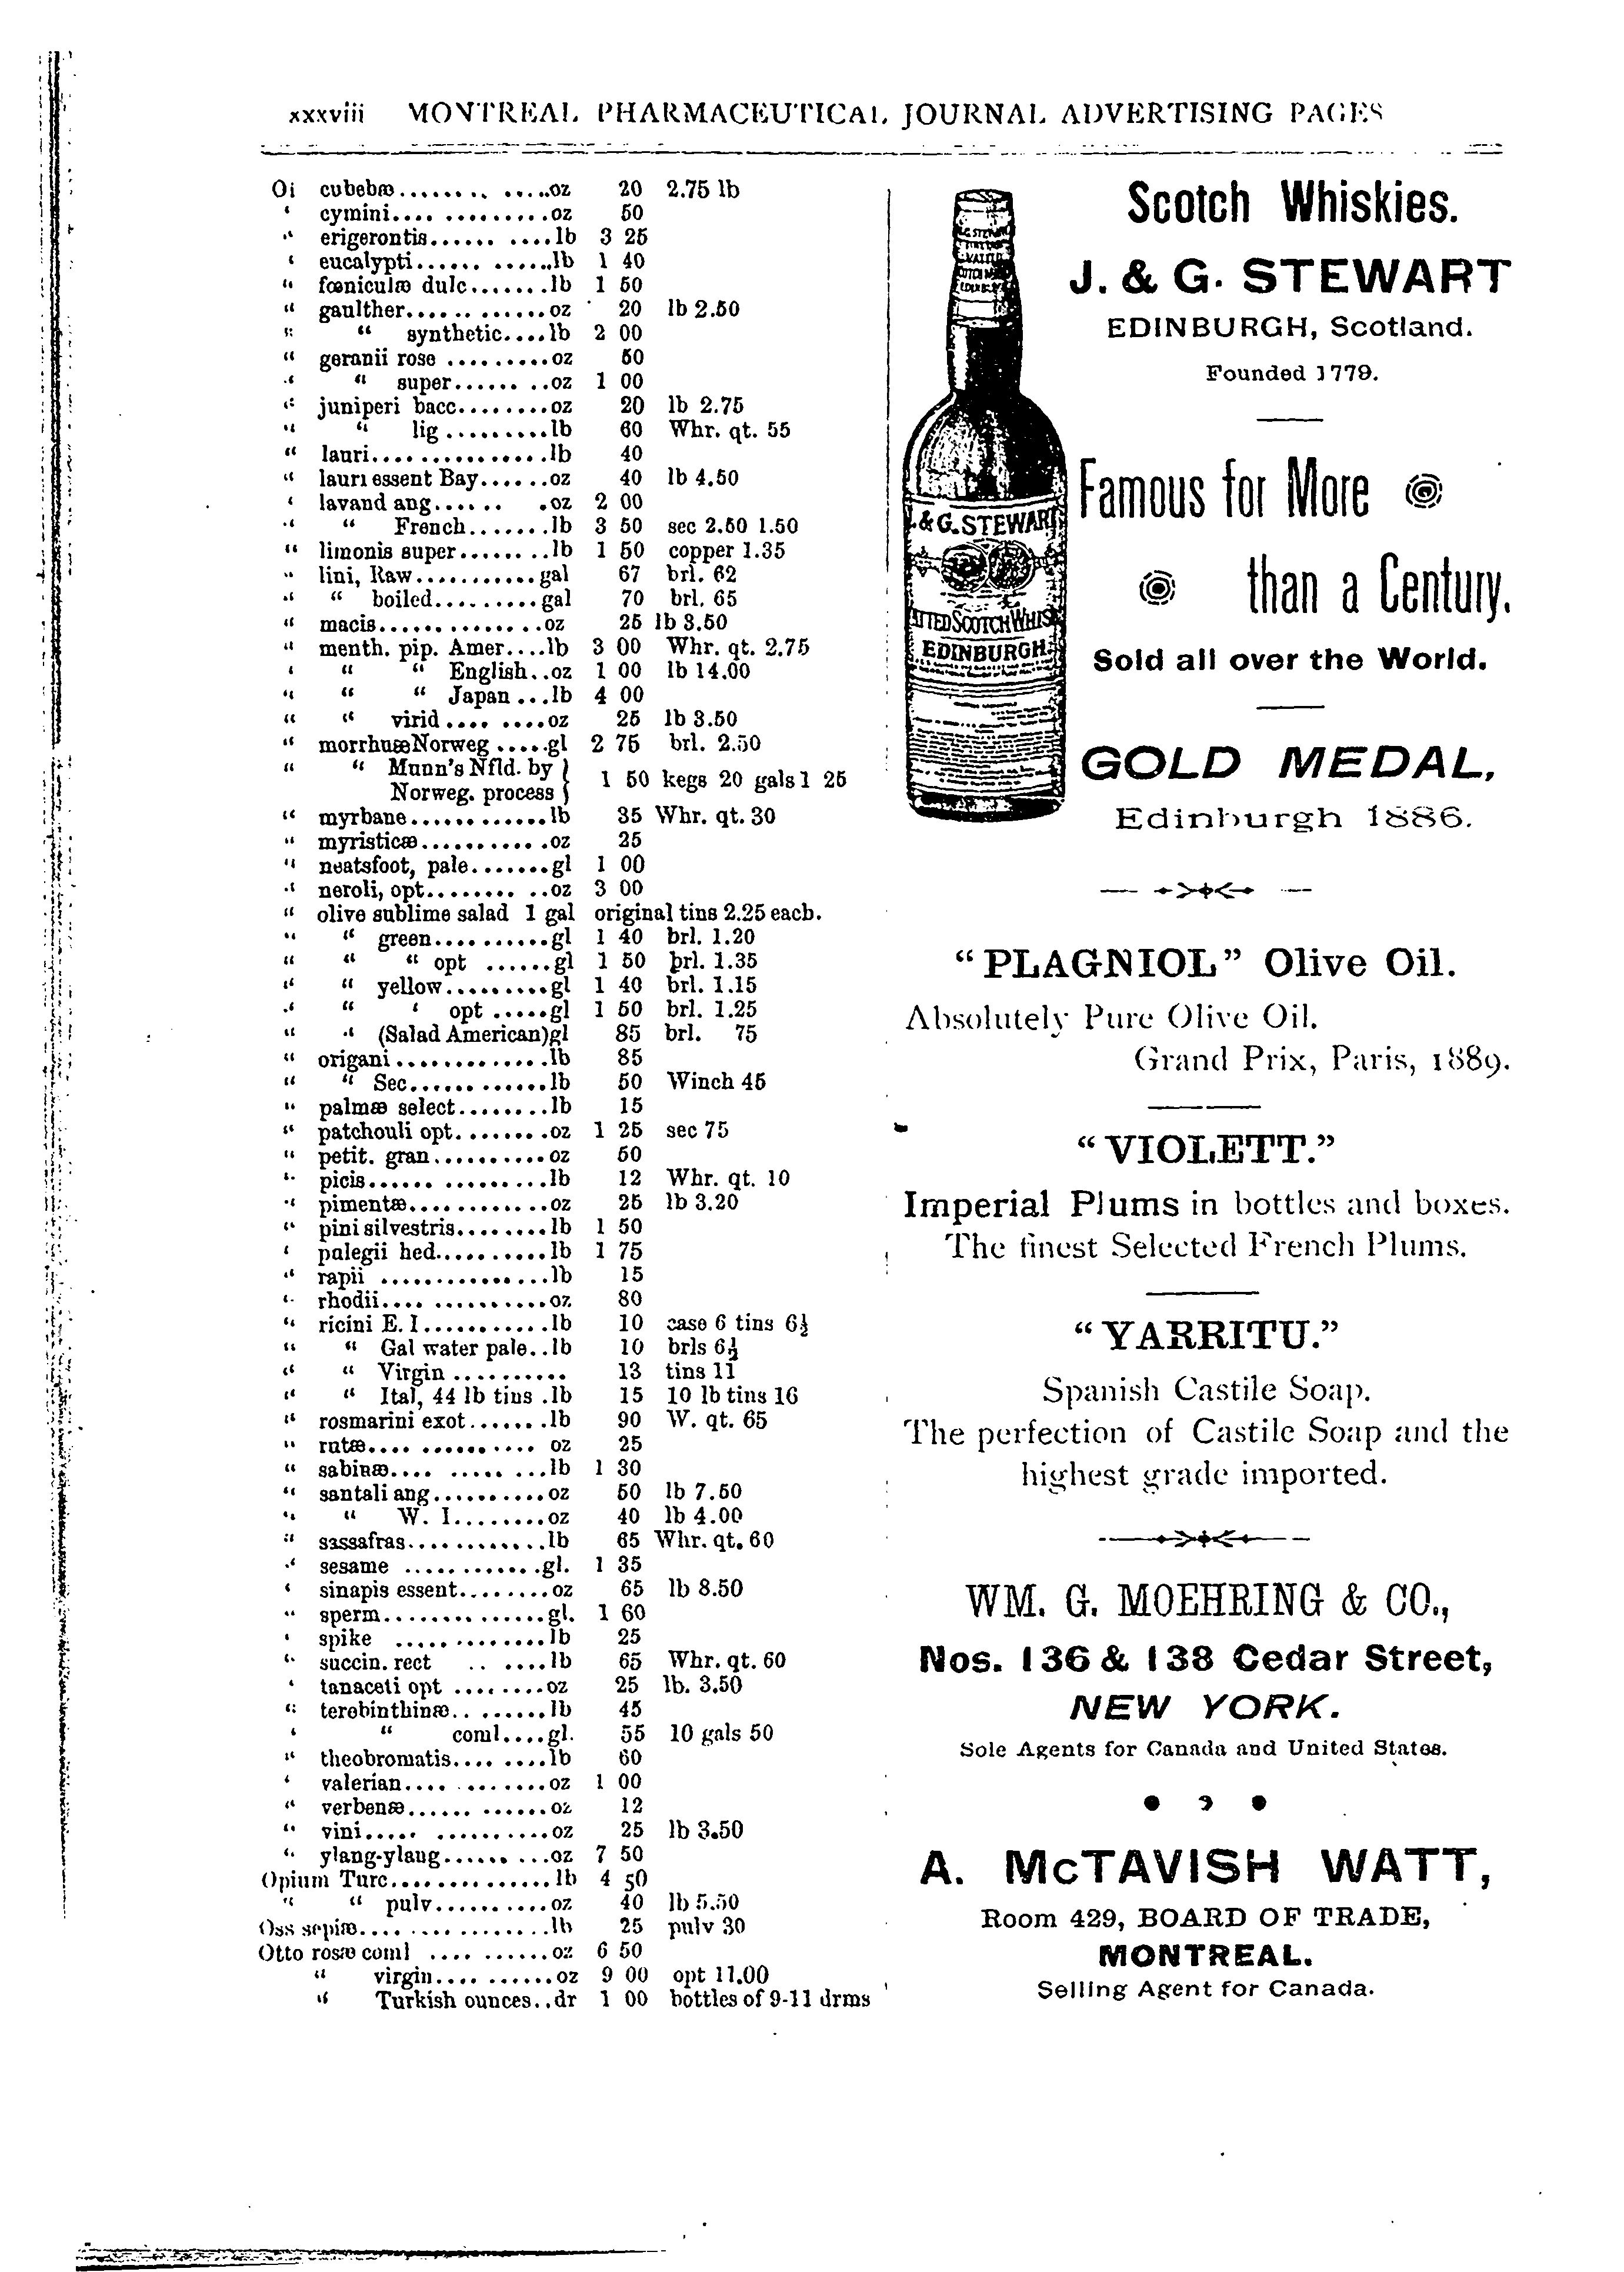 xxxviii MONTREAL PHARMACEUTICAL JOURNAL ADVERTISING PAGES
Oi cubebæ....... .....oz 20 2.75 lb
" cymini.... .........oz 50
" erigerontis...... ....lb 3 25
" eucalypti...... ......lb 1 40
" fœniculæ dulc.......lb 1 50
" gaulther...... ......oz 20 lb 2.50
" " synthetic....lb 2 00
" geranii rose .........oz 50
" " super...... ..oz 1 00
" juniperi bacc........oz 20 lb 2.75
" " lig .........lb 60 Whr. qt. 55
" lauri...............lb 40
" lauri essent Bay......oz 40 lb 4.50
" lavand ang...... .oz 2 00
" " French.......lb 3 50 sec 2.50 1.50
" limonis super...... ..lb 1 50 copper 1.35
" lini, Raw...........gal 67 brl. 62
" " boiled.........gal 70 brl. 65
" macis..............oz 25 lb 3.50
" menth. pip. Amer....lb 3 00 Whr. qt. 2.75
" " " English..oz 1 00 lb 14.00
" " " Japan ...lb 4 00
" " virid .... ....oz 25 lb 3.50
" morrhuæ Norweg .....gl 2 75 brl. 2.50
" " Munn's Nfld. by }
Norweg. process } 1 50 kegs 20 gals 1 25
" myrbane............lb 35 Whr. qt. 30
" myristicæ...........oz 25
" neatsfoot, pale.......gl 1 00
" neroli, opt........ ..oz 3 00
" olive sublime salad 1 gal original tins 2.25 each.
" " green..........gl 1 40 brl. 1.20
" " " opt ......gl 1 50 brl. 1.35
" " yellow.........gl 1 40 brl. 1.15
" " " opt .....gl 1 50 brl. 1.25
" " (Salad American)gl 85 brl. 75
" origani.............lb 85
" " Sec............lb 50 Winch 45
" palmæ select........lb 15
" patchouli opt........oz 1 25 sec 75
" petit. gran..........oz 50
" picis...... .........lb 12 Whr. qt. 10
" pimentæ............oz 25 lb 3.20
" pini silvestris........lb 1 50
" palegii hed..........lb 1 75
" rapii ..............lb 15
" rhodii.... ..........oz 80
" ricini E. I...........lb 10 case 6 tins 6½
" " Gal water pale..lb 10 brls 6½
" " Virgin .......... 13 tins 11
" " Ital, 44 lb tins .lb 15 10 lb tins 16
" rosmarini exot.......lb 90 W. qt. 65
" rutæ.... .......... oz 25
" sabinæ.... ..... ...lb 1 30
" santali ang..........oz 50 lb 7.50
" " W. I........oz 40 lb 4.00
" sassafras............lb 65 Whr. qt. 60
" sesame ............gl. 1 35
" sinapis essent........oz 65 lb 8.50
" sperm..............gl. 1 60
" spike .............lb 25
" succin. rect .. ....lb 65 Whr. qt. 60
" tanaceti opt ........oz 25 lb. 3.50
" terebinthinæ.. ......lb 45
" " coml....gl. 55 10 gals 50
" theobromatis.... ....lb 60
" valerian.... ........oz 1 00
" verbenæ...... ......oz 12
" vini..... ..........oz 25 lb 3.50
" ylang-ylang...... ...oz 7 50
Opium Turc.............lb 4 50
" " pulv..........oz 40 lb 5.50
Oss sepiæ...............lb 25 pulv 30
Otto rosæ coml .... ......oz 6 50
" virgin.... ......oz 9 00 opt 11.00
" Turkish ounces..dr 1 00 bottles of 9-11 drms
Scotch Whiskies.
J. & G. STEWART
EDINBURGH, Scotland.
Founded 1779.
Famous for More
than a Century.
Sold all over the World.
GOLD MEDAL,
Edinburgh 1886.
J. & G. STEWART
EDINBURGH
"PLAGNIOL" Olive Oil.
Absolutely Pure Olive Oil.
Grand Prix, Paris, 1889.
"VIOLETT."
Imperial Plums in bottles and boxes.
The finest Selected French Plums.
"YARRITU."
Spanish Castile Soap.
The perfection of Castile Soap and the
highest grade imported.
WM. G. MOEHRING & CO.,
Nos. 136 & 138 Cedar Street,
NEW YORK.
Sole Agents for Canada and United States.
A. McTAVISH WATT,
Room 429, BOARD OF TRADE,
MONTREAL.
Selling Agent for Canada.